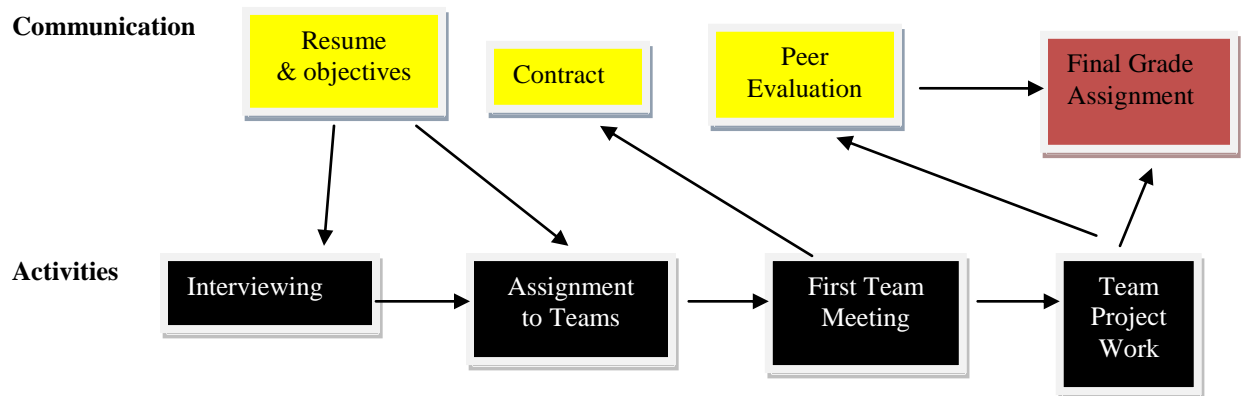 Communication
Resume
& objectives
Contract
Peer
Evaluation
Final Grade
Assignment
Activities
Interviewing
Assignment
to Teams
First Team
Meeting
Team
Project
Work